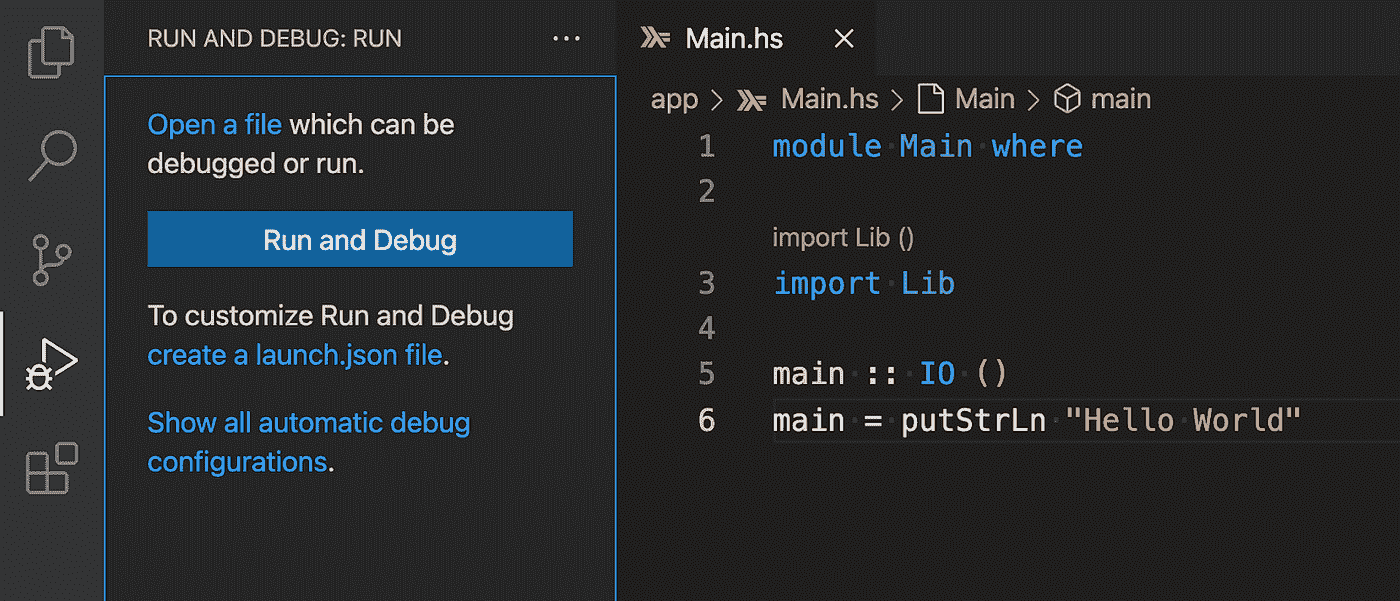 RUN AND DEBUG: RUN ···
Open a file which can be
debugged or run.
Run and Debug
To customize Run and Debug
create a launch.json file.
Show all automatic debug
configurations.
Main.hs
app > Main.hs > Main > main
1 module Main where
2
import Lib ()
3 import Lib
4
5 main :: IO ()
6 main = putStrLn "Hello World"